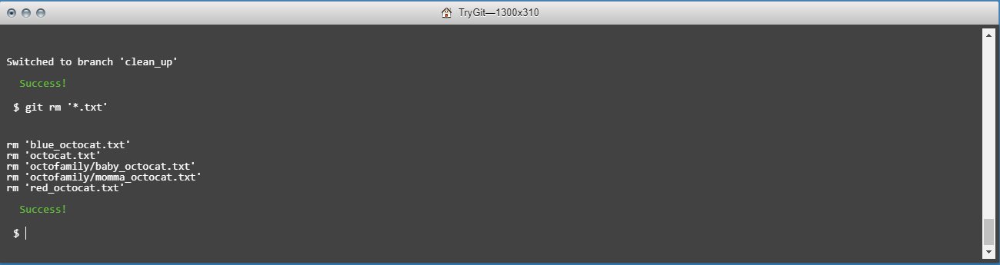 TryGit—1300x310
Switched to branch 'clean_up'
Success!
$ git rm '*.txt'
rm 'blue_octocat.txt'
rm 'octocat.txt'
rm 'octofamily/baby_octocat.txt'
rm 'octofamily/momma_octocat.txt'
rm 'red_octocat.txt'
Success!
$